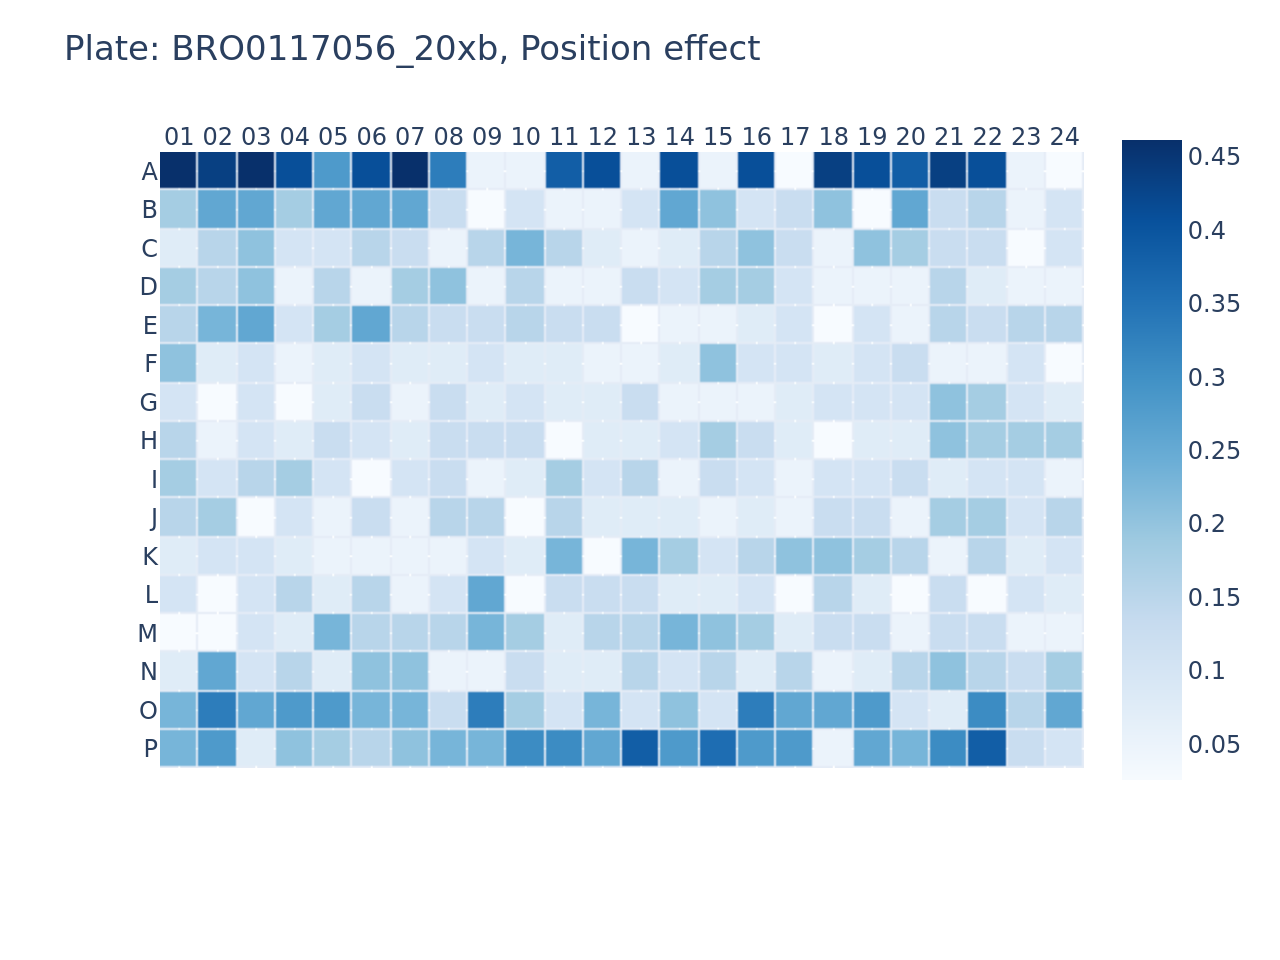 Plate: BRO0117056_20xb, Position effect
01 02 03 04 05 06 07 08 09 10 11 12 13 14 15 16 17 18 19 20 21 22 23 24
A
0.45
B
0.4
C
D
0.35
E
F
0.3
G
H
0.25
I
J
0.2
K
L
0.15
M
N
0.1
O
P
0.05